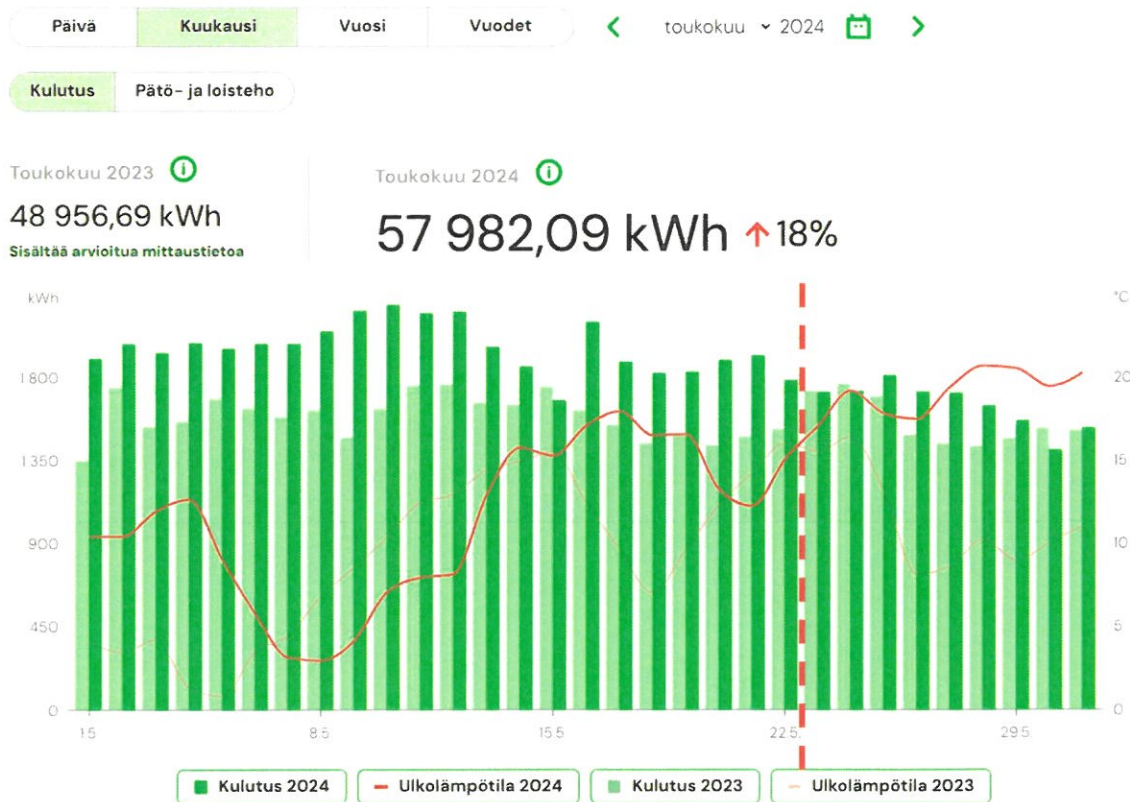 Päivä Kuukausi Vuosi Vuodet toukokuu 2024
Kulutus Pätö- ja loisteho
Toukokuu 2023 Toukokuu 2024
48 956,69 kWh 57 982,09 kWh ↑ 18%
Sisältää arvioitua mittaustietoa
kWh °C
1 800 20
1 350 15
900 10
450 5
0 0
1.5 8.5 15.5 22.5 29.5
Kulutus 2024 Ulkolämpötila 2024 Kulutus 2023 Ulkolämpötila 2023